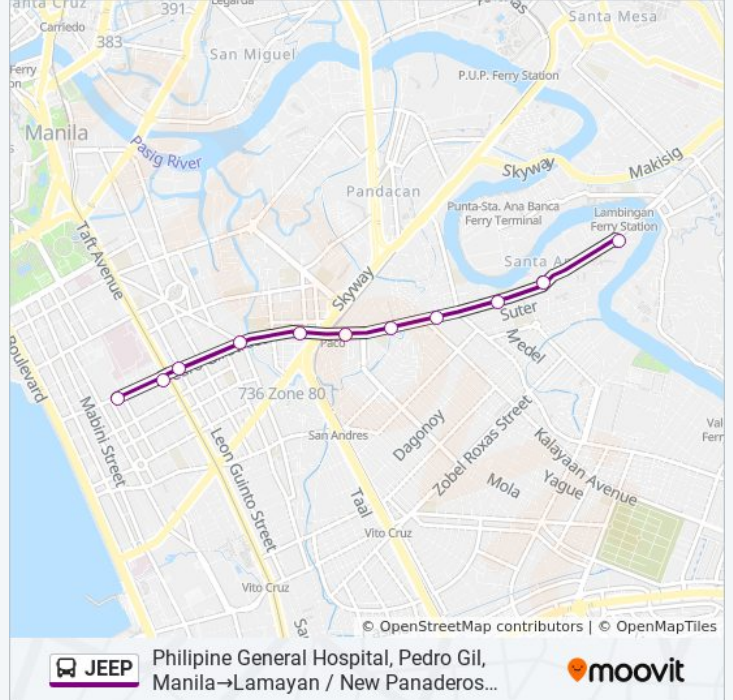 anta Cruz
Carriedo
391
Legarda
383
San Miguel
Santa Mesa
Ferry
P.U.P. Ferry Station
Manila
Pasig River
Skyway
Makisig
Pandacan
Punta-Sta. Ana Banca
Ferry Terminal
Lambingan
Ferry Station
Taft Avenue
Santa A
Skyway
Suter
Paco
Medel
Boulevard
736 Zone 80
Mabini Street
San Andres
Dagonoy
Zobel Roxas Street
Kalayaan Avenue
Val
Ferr
Leon Guinto Street
Mola
Yague
Taal
Vito Cruz
Vito Cruz
© OpenStreetMap contributors | © OpenMapTiles
JEEP
Philipine General Hospital, Pedro Gil,
Manila→Lamayan / New Panaderos...
moovit